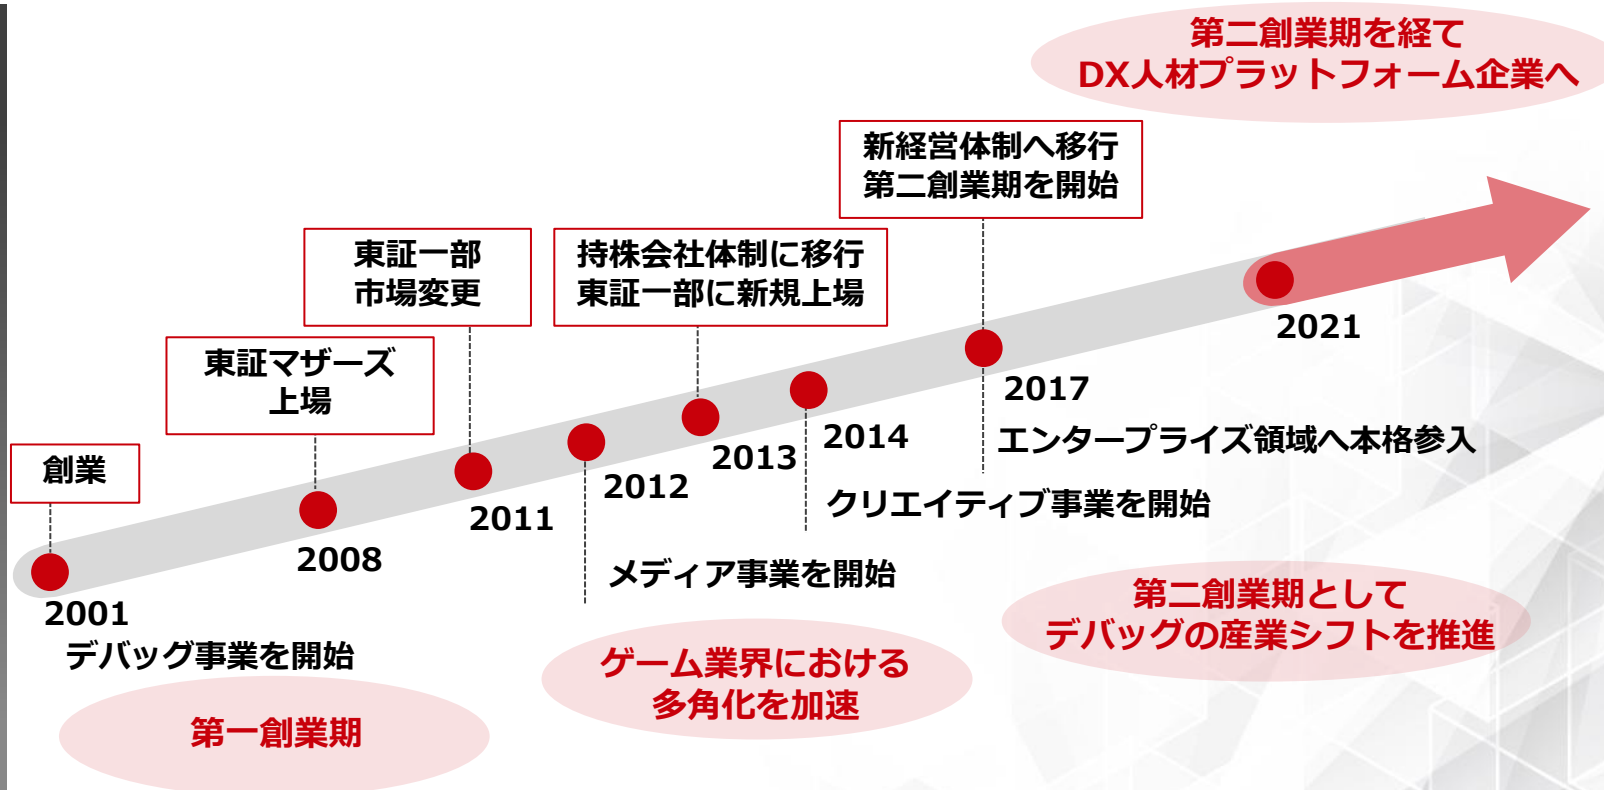 第二創業期を経て
DX人材プラットフォーム企業へ
新経営体制へ移行
第二創業期を開始
東証一部
市場変更
持株会社体制に移行
東証一部に新規上場
東証マザーズ
上場
創業
2001
デバッグ事業を開始
2008
2011
2012
メディア事業を開始
2013
2014
クリエイティブ事業を開始
2017
エンタープライズ領域へ本格参入
2021
第一創業期
ゲーム業界における
多角化を加速
第二創業期として
デバッグの産業シフトを推進